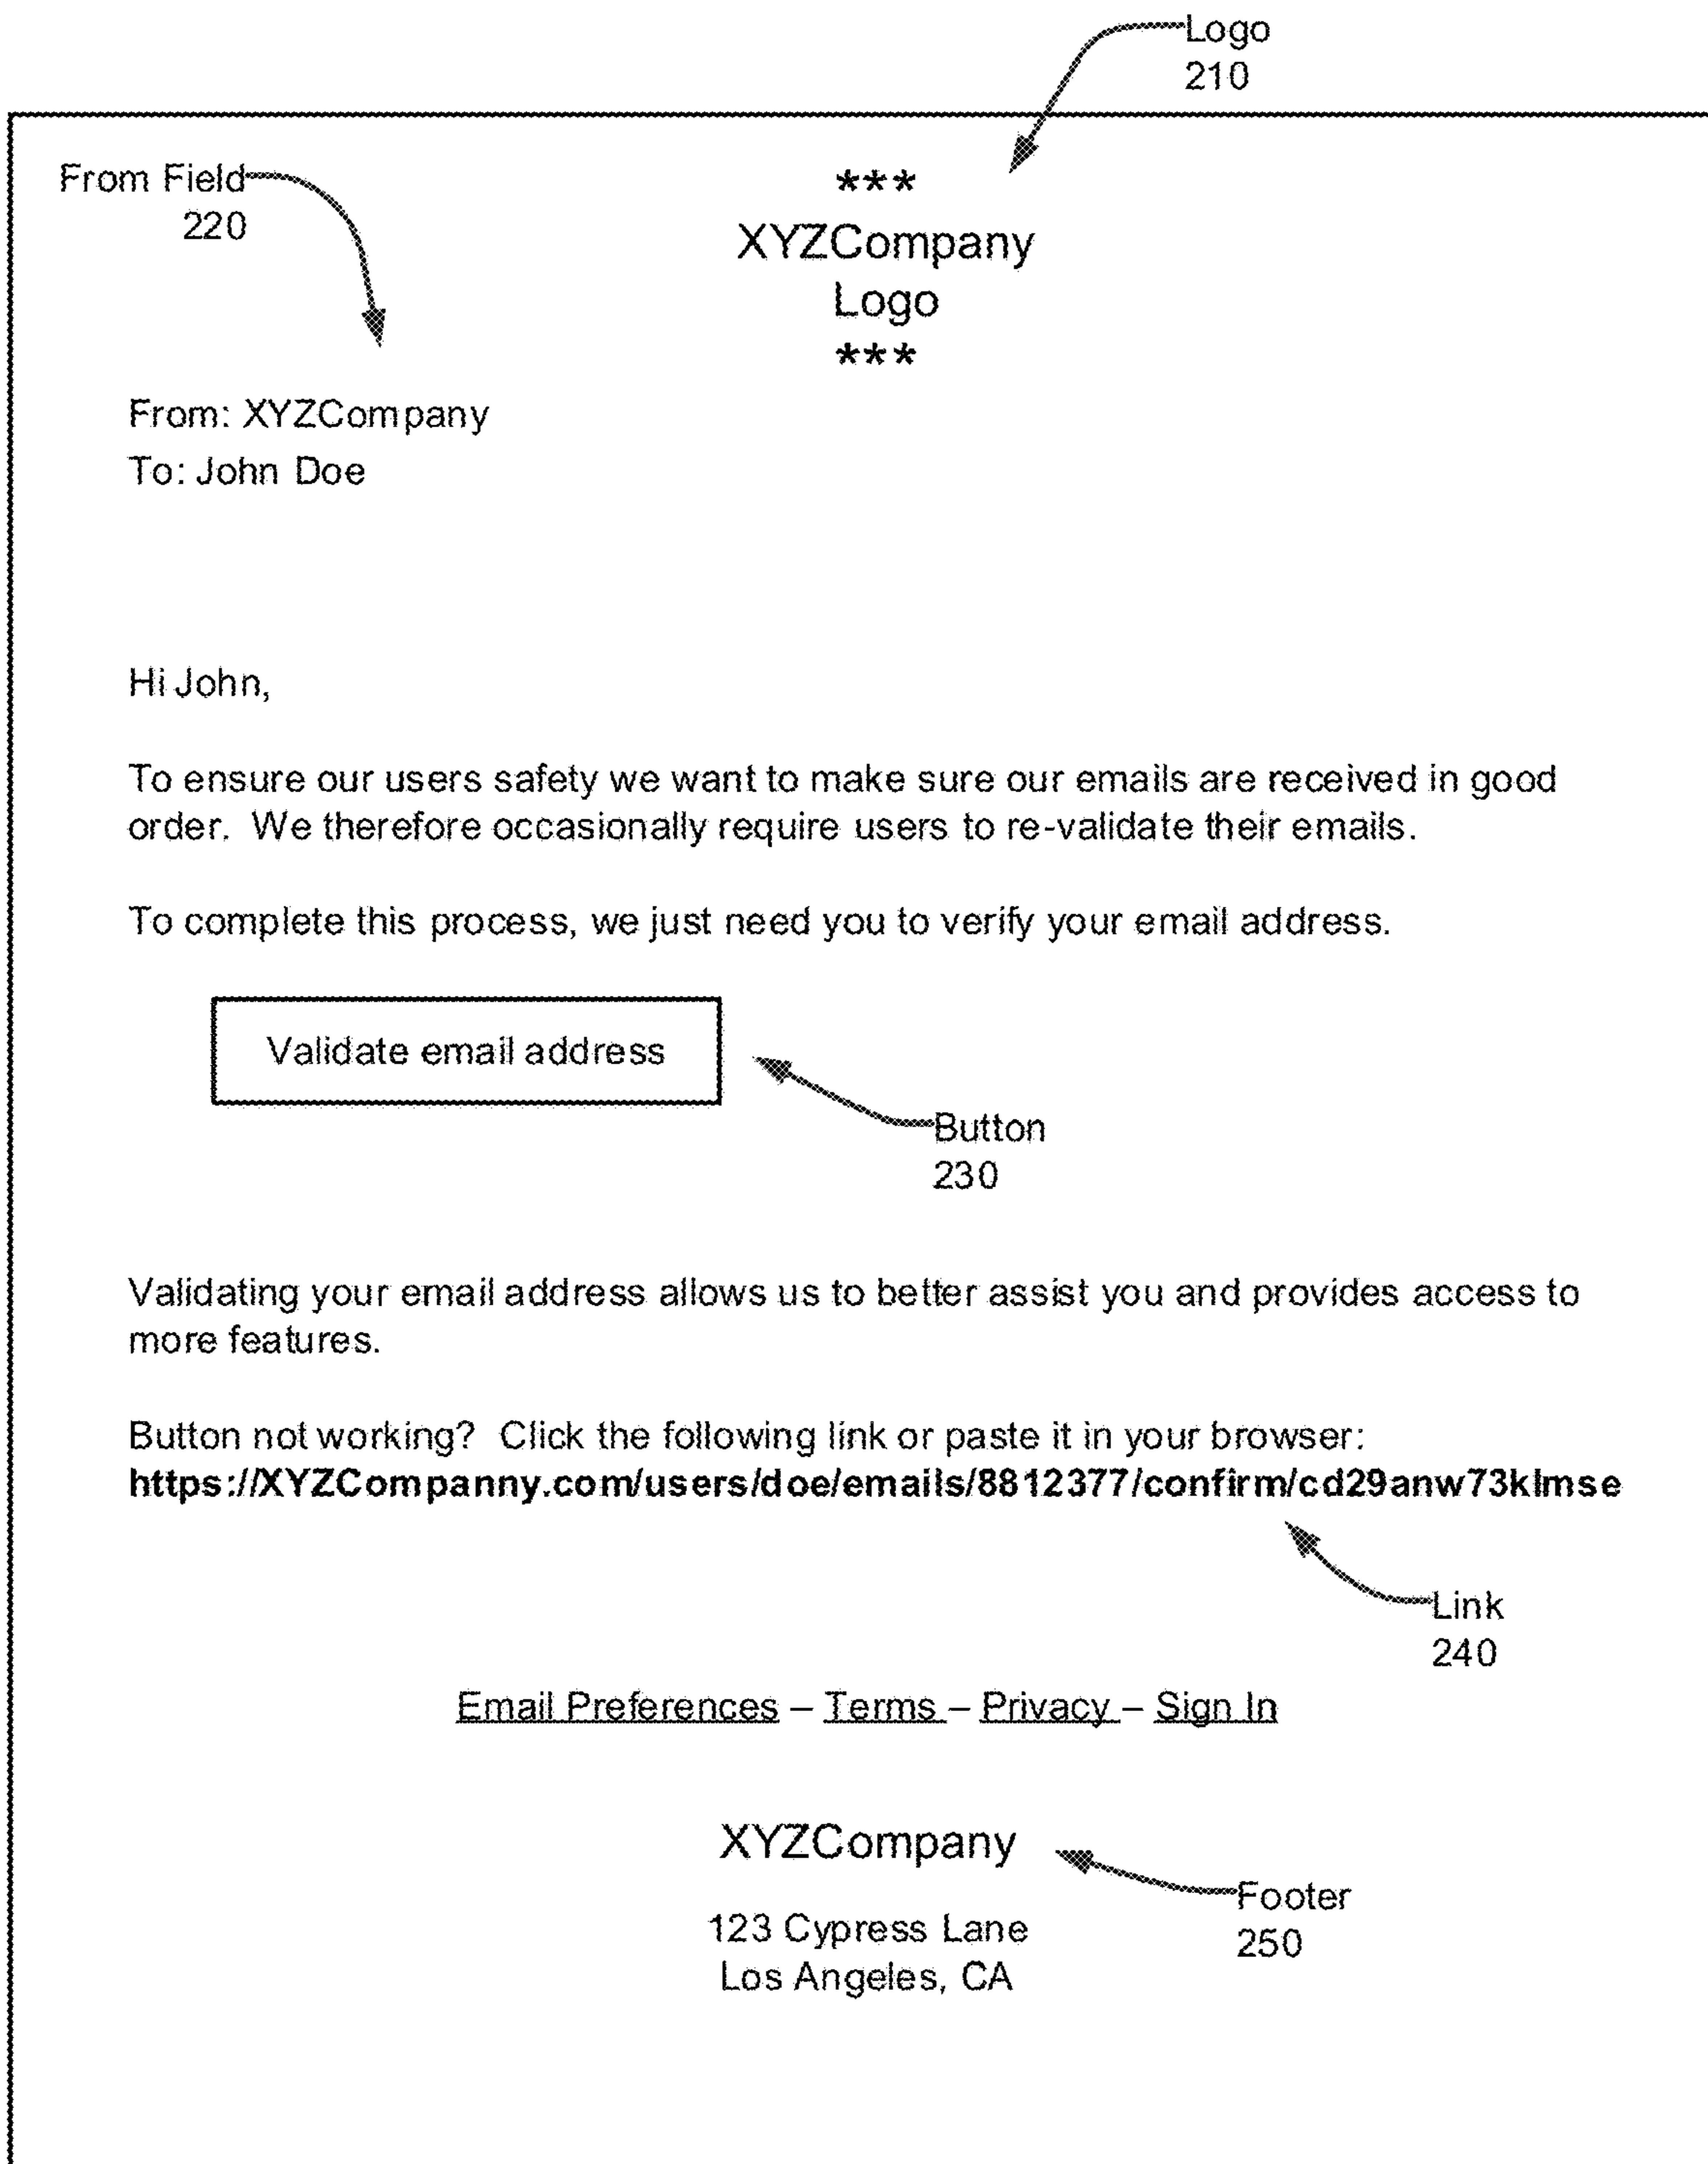 Logo
210
From Field
220
***
XYZCompany
Logo
***
From: XYZCompany
To: John Doe
Hi John,
To ensure our users safety we want to make sure our emails are received in good
order.  We therefore occasionally require users to re-validate their emails.
To complete this process, we just need you to verify your email address.
Validate email address
Button
230
Validating your email address allows us to better assist you and provides access to
more features.
Button not working?  Click the following link or paste it in your browser:
https://XYZCompanny.com/users/doe/emails/8812377/confirm/cd29anw73klmse
Link
240
Email Preferences – Terms – Privacy – Sign In
XYZCompany
Footer
250
123 Cypress Lane
Los Angeles, CA